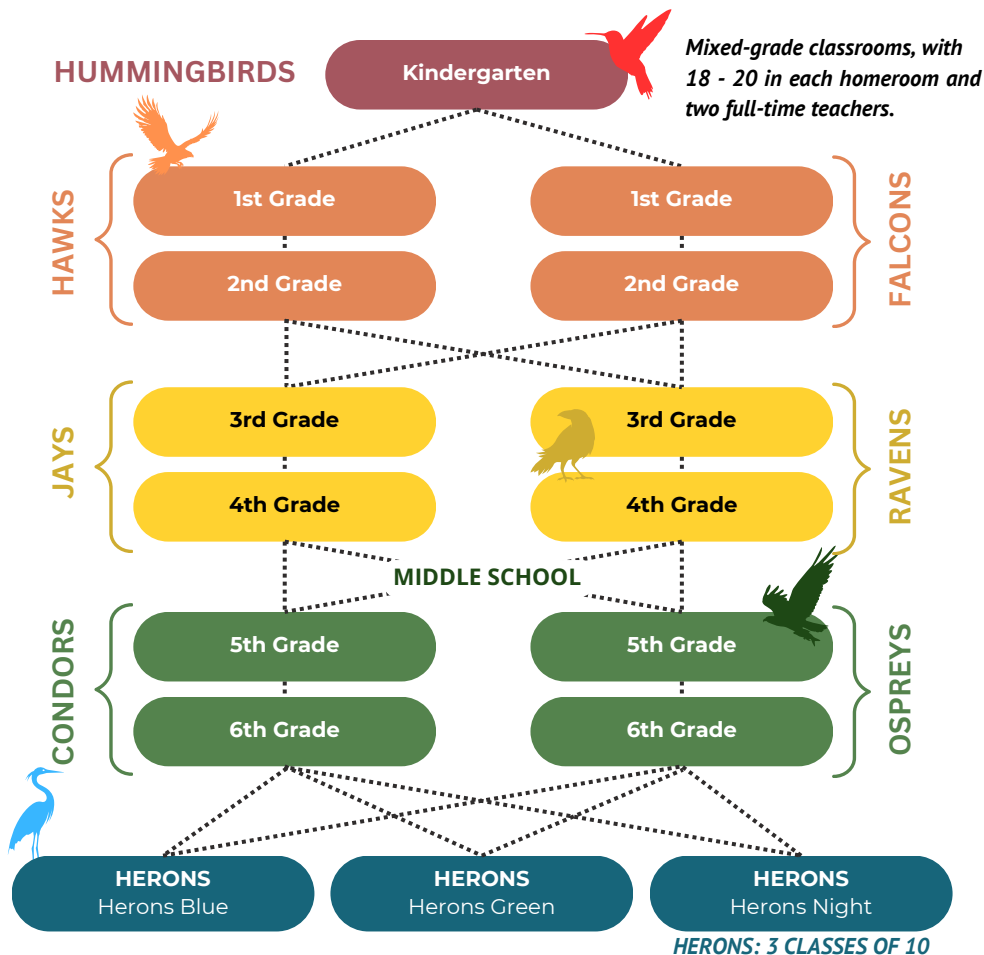 HUMMINGBIRDS
Kindergarten
Mixed-grade classrooms, with
18 - 20 in each homeroom and
two full-time teachers.
HAWKS
1st Grade
1st Grade
FALCONS
2nd Grade
2nd Grade
JAYS
3rd Grade
3rd Grade
RAVENS
4th Grade
4th Grade
MIDDLE SCHOOL
CONDORS
5th Grade
5th Grade
OSPREYS
6th Grade
6th Grade
HERONS
Herons Blue
HERONS
Herons Green
HERONS
Herons Night
HERONS: 3 CLASSES OF 10